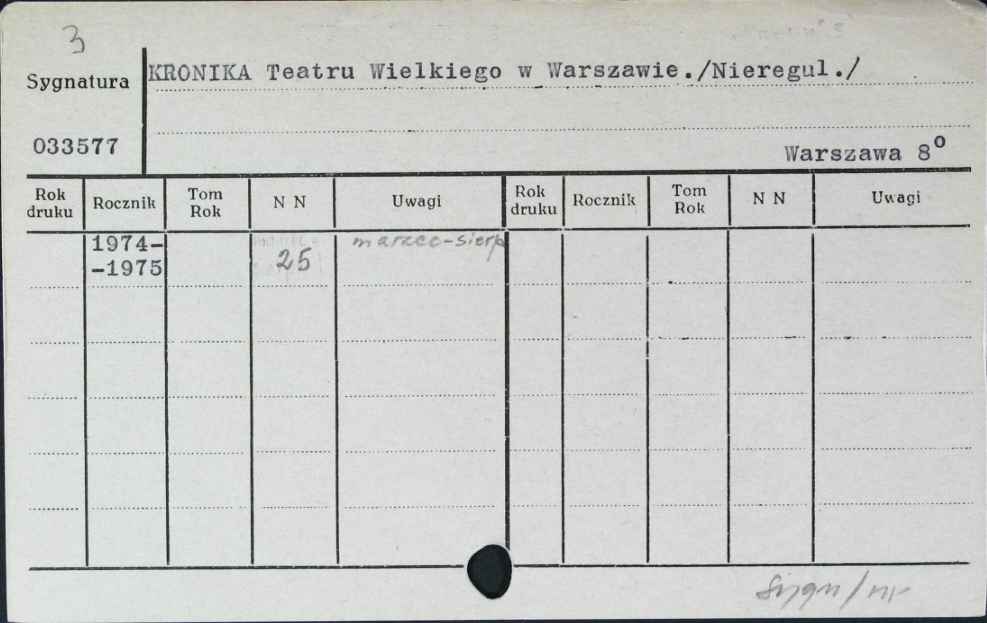 3
Sygnatura
KRONIKA Teatru Wielkiego w Warszawie./Nieregul./
033577
Warszawa 8°
Rok druku Rocznik Tom Rok N N Uwagi Rok druku Rocznik Tom Rok N N Uwagi
1974- marzec-sierp
-1975 25